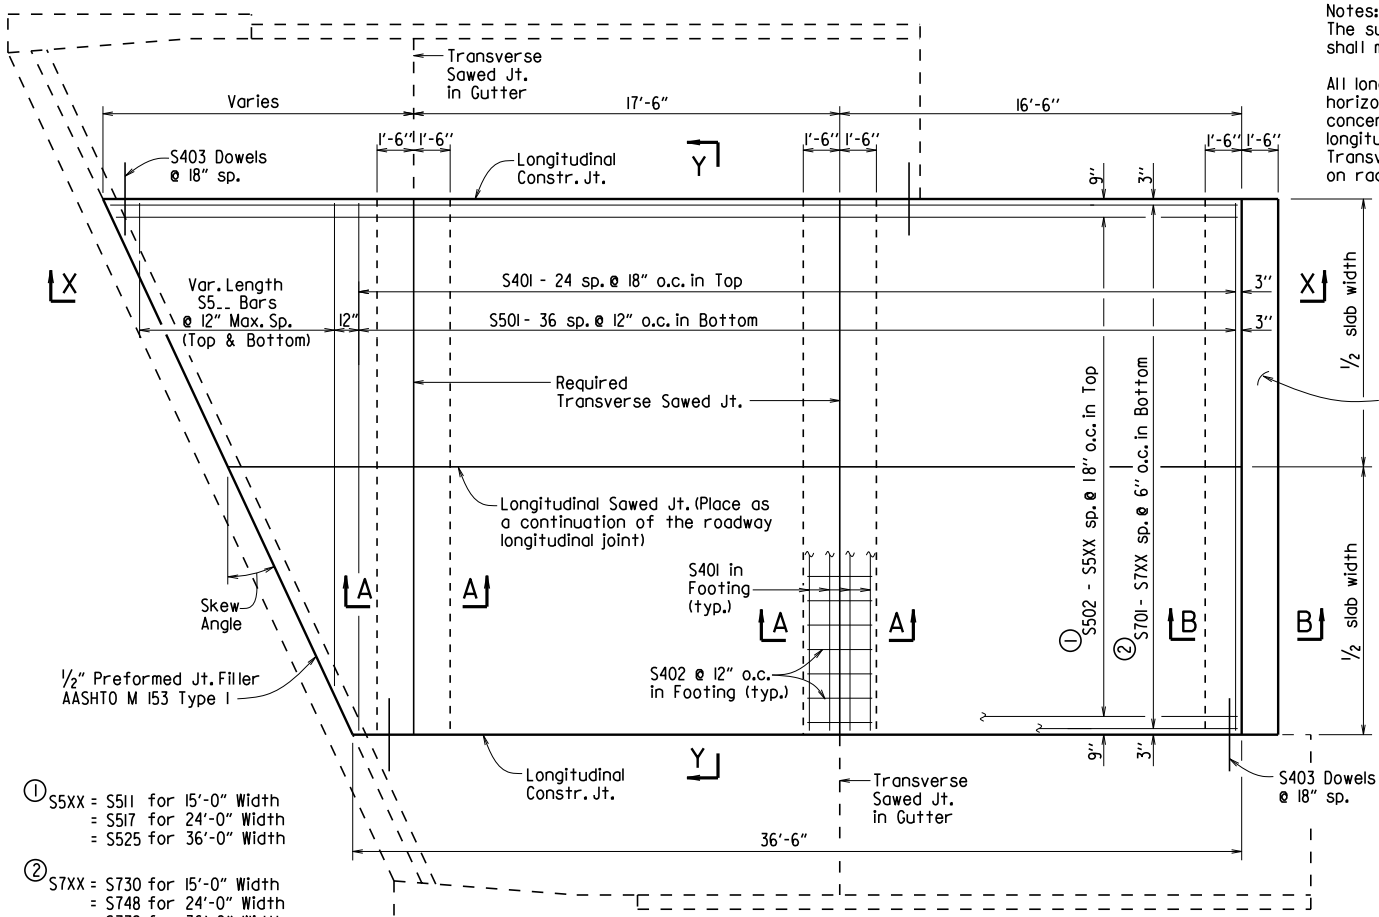 Notes:
The su
shall m
All long
horizo
concer
longitu
Transv
on roa
Transverse
Sawed Jt.
in Gutter
Varies
17'-6"
16'-6"
1'-6"
1'-6"
1'-6"
1'-6"
1'-6"
1'-6"
S403 Dowels
@ 18" sp.
Longitudinal
Constr. Jt.
Y
9"
3"
X
X
Var. Length
S5__ Bars
@ 12" Max. Sp.
(Top & Bottom)
12"
S401 - 24 sp. @ 18" o.c. in Top
3"
S501 - 36 sp. @ 12" o.c. in Bottom
3"
1/2 slab width
Required
Transverse Sawed Jt.
S502 - S5XX sp. @ 18" o.c. in Top
S701 - S7XX sp. @ 6" o.c. in Bottom
1
2
Longitudinal Sawed Jt. (Place as
a continuation of the roadway
longitudinal joint)
S401 in
Footing
(typ.)
A
A
A
A
B
B
1/2 slab width
Skew
Angle
S402 @ 12" o.c.
in Footing (typ.)
1/2" Preformed Jt. Filler
AASHTO M 153 Type 1
Y
9"
3"
Longitudinal
Constr. Jt.
Transverse
Sawed Jt.
in Gutter
S403 Dowels
@ 18" sp.
36'-6"
1 S5XX = S511 for 15'-0" Width
= S517 for 24'-0" Width
= S525 for 36'-0" Width
2 S7XX = S730 for 15'-0" Width
= S748 for 24'-0" Width